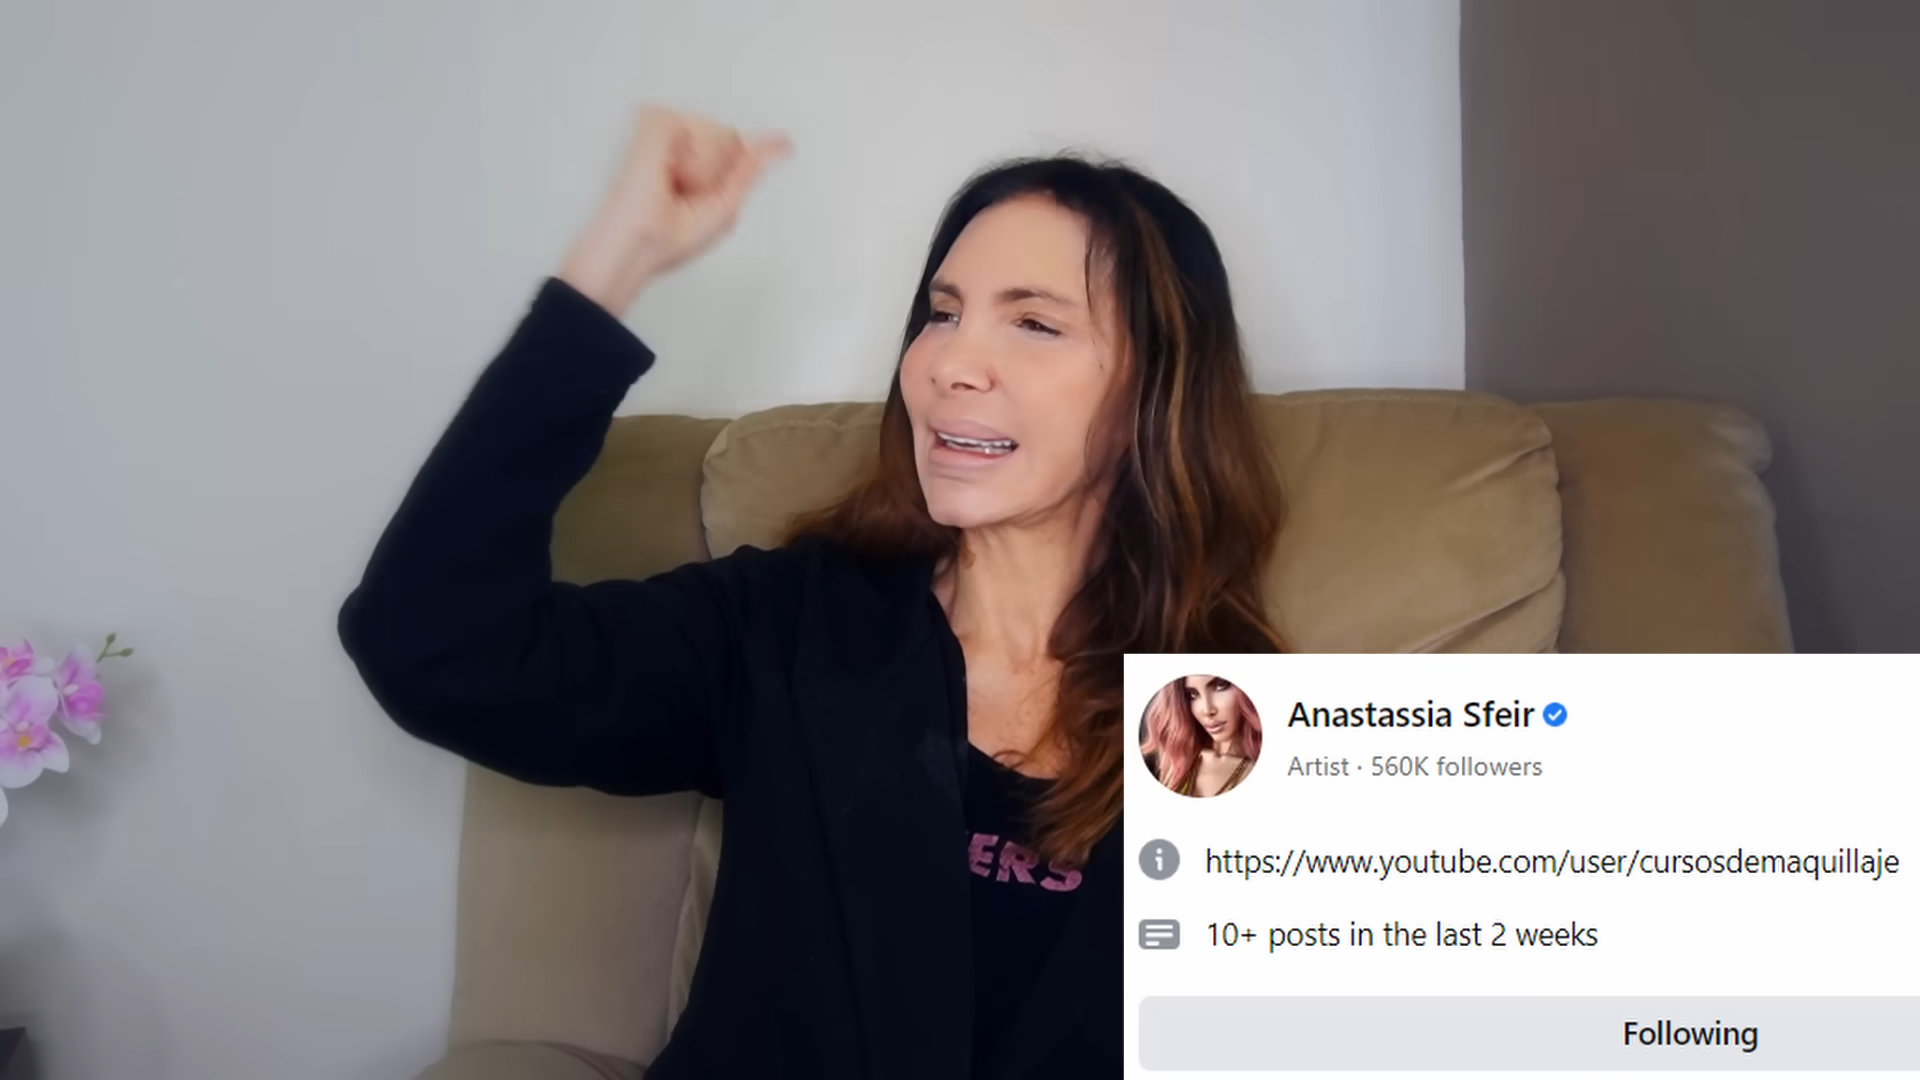 ERS
Anastassia Sfeir
Artist · 560K followers
https://www.youtube.com/user/cursosdemaquillaje
10+ posts in the last 2 weeks
Following